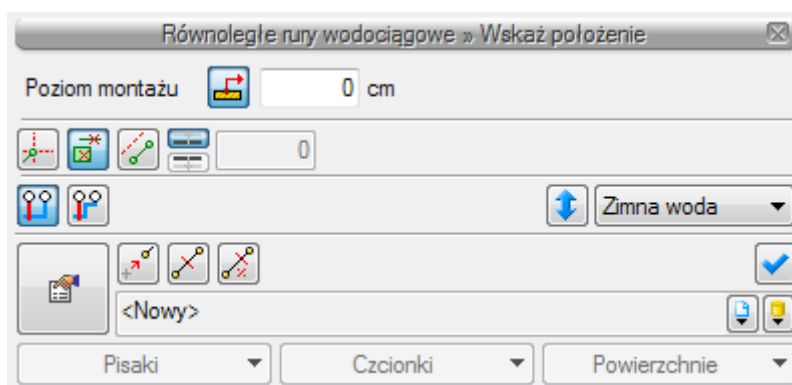 Równoległe rury wodociągowe » Wskaż położenie
Poziom montażu 0 cm
0
Zimna woda
<Nowy>
Pisaki Czcionki Powierzchnie